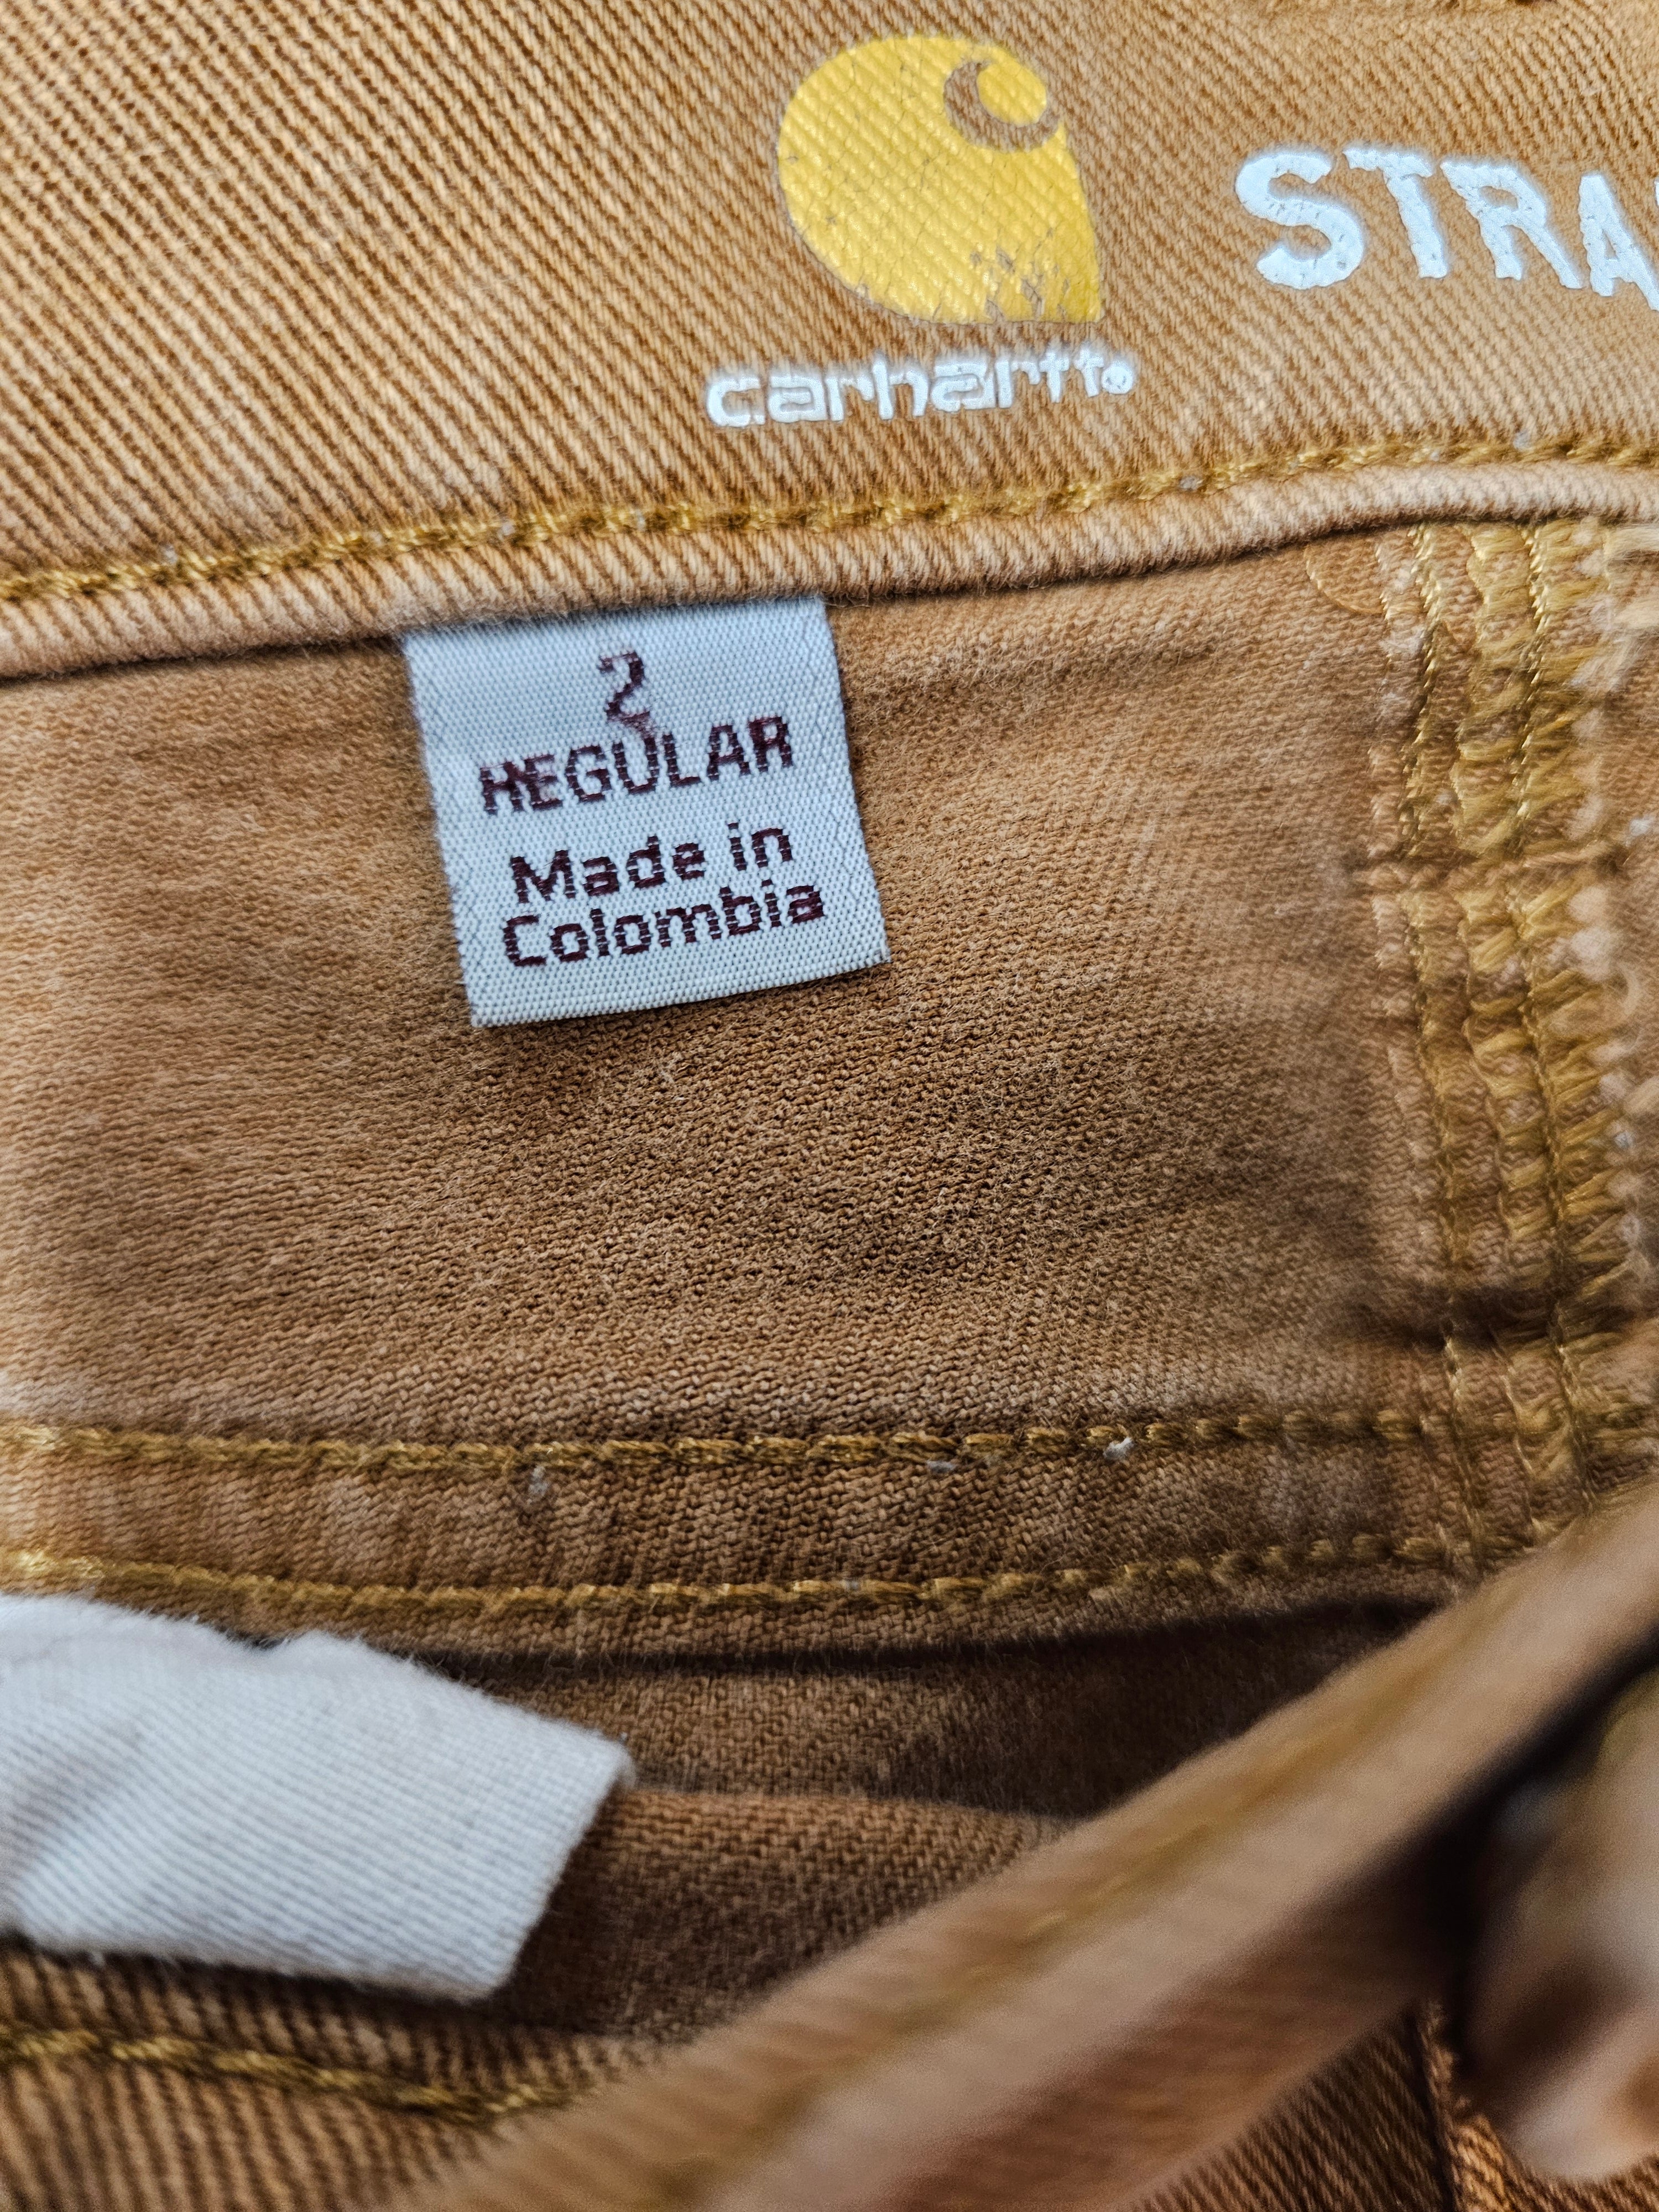 carhartt®
STRA
2
REGULAR
Made in
Colombia